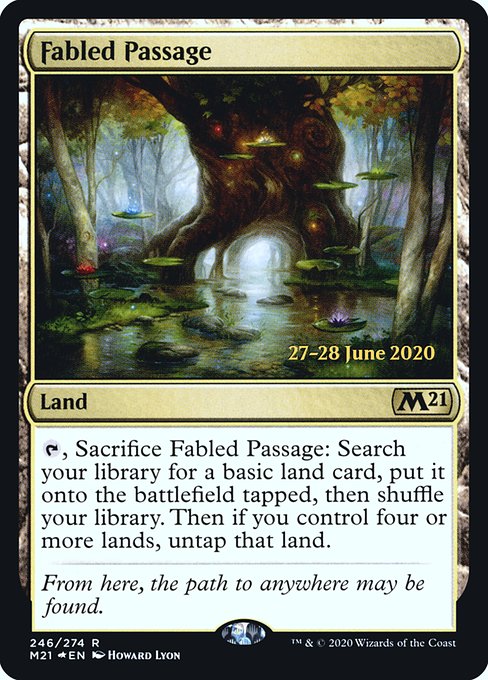 Fabled Passage
27–28 June 2020
Land
M21
, Sacrifice Fabled Passage: Search
your library for a basic land card, put it
onto the battlefield tapped, then shuffle
your library. Then if you control four or
more lands, untap that land.
From here, the path to anywhere may be
found.
246/274 R
M21 ★ EN Howard Lyon
™ & © 2020 Wizards of the Coast